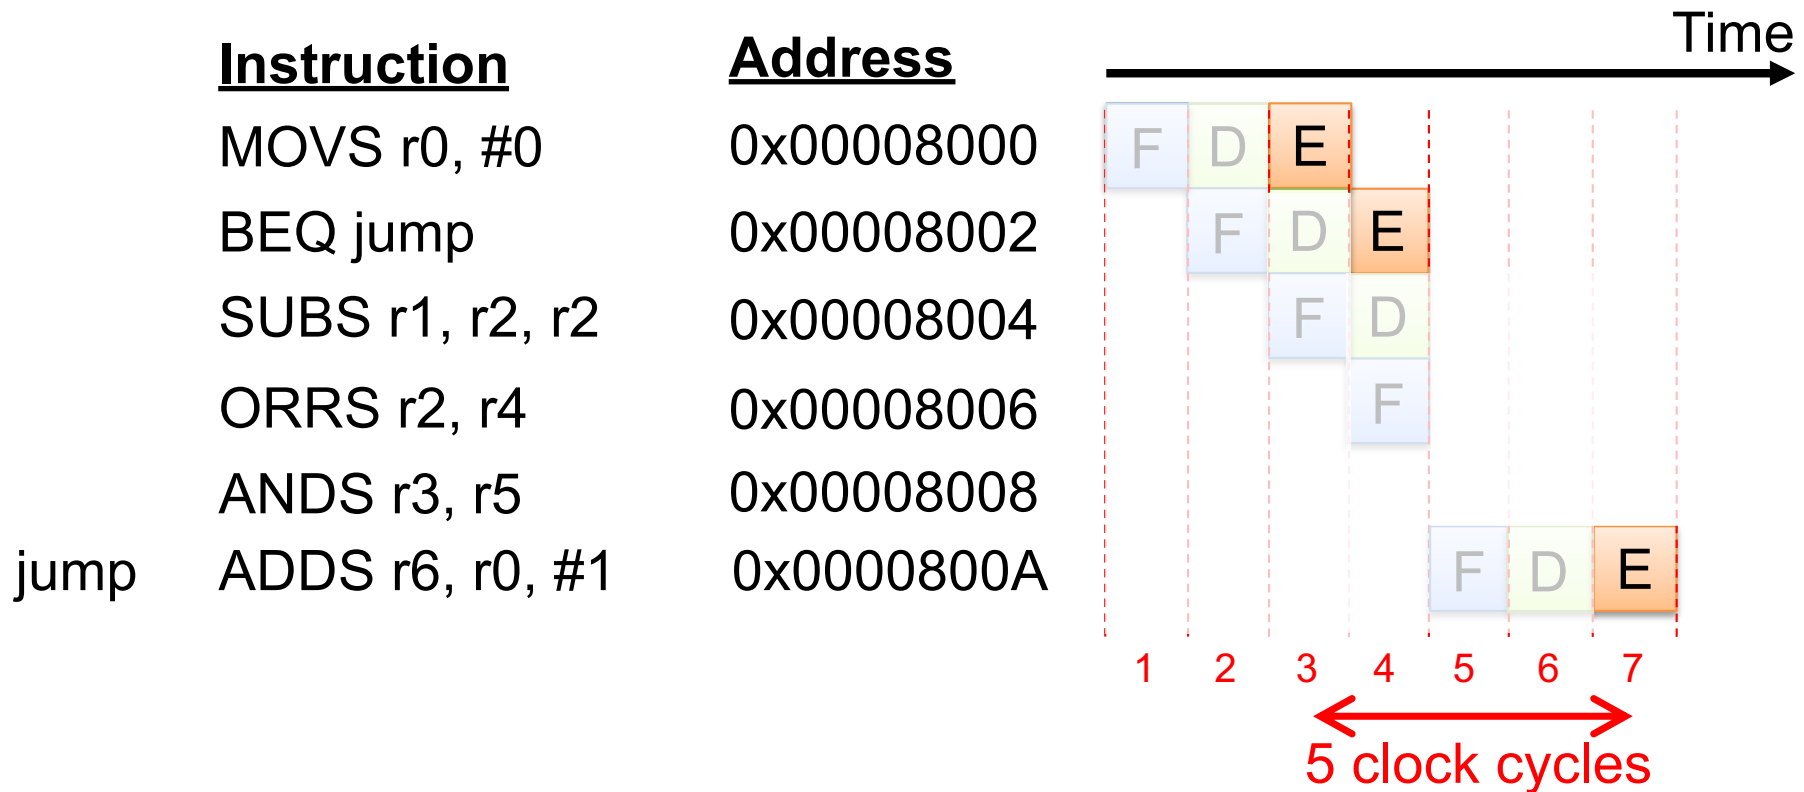 Time
Instruction Address
MOVS r0, #0 0x00008000 F D E
BEQ jump 0x00008002 F D E
SUBS r1, r2, r2 0x00008004 F D
ORRS r2, r4 0x00008006 F
ANDS r3, r5 0x00008008
jump ADDS r6, r0, #1 0x0000800A F D E
1 2 3 4 5 6 7
5 clock cycles